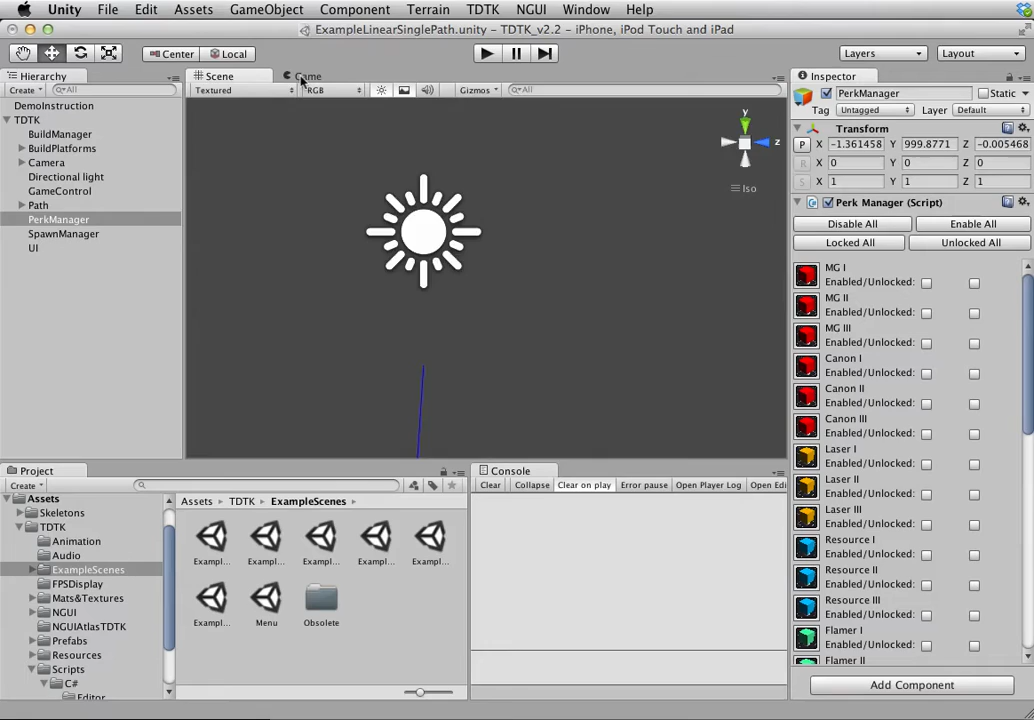 Unity File Edit Assets GameObject Component Terrain TDTK NGUI Window Help
ExampleLinearSinglePath.unity - TDTK_v2.2 - iPhone, iPod Touch and iPad
Center Local Layers Layout
Hierarchy
Create All
DemoInstruction
TDTK
BuildManager
BuildPlatforms
Camera
Directional light
GameControl
Path
PerkManager
SpawnManager
UI
Scene Game
Textured RGB Gizmos All
y
z
Iso
Inspector
PerkManager Static
Tag Untagged Layer Default
Transform
P X -1.361458 Y 999.8771 Z -0.005468
R X 0 Y 0 Z 0
S X 1 Y 1 Z 1
Perk Manager (Script)
Disable All Enable All
Locked All Unlocked All
MG I
Enabled/Unlocked:
MG II
Enabled/Unlocked:
MG III
Enabled/Unlocked:
Canon I
Enabled/Unlocked:
Canon II
Enabled/Unlocked:
Canon III
Enabled/Unlocked:
Laser I
Enabled/Unlocked:
Laser II
Enabled/Unlocked:
Laser III
Enabled/Unlocked:
Resource I
Enabled/Unlocked:
Resource II
Enabled/Unlocked:
Resource III
Enabled/Unlocked:
Flamer I
Enabled/Unlocked:
Flamer II
Add Component
Project
Create
Assets
Skeletons
TDTK
Animation
Audio
ExampleScenes
FPSDisplay
Mats&Textures
NGUI
NGUIAtlasTDTK
Prefabs
Resources
Scripts
C#
Editor
Assets TDTK ExampleScenes
Exampl... Exampl... Exampl... Exampl... Exampl...
Exampl... Menu Obsolete
Console
Clear Collapse Clear on play Error pause Open Player Log Open Edi